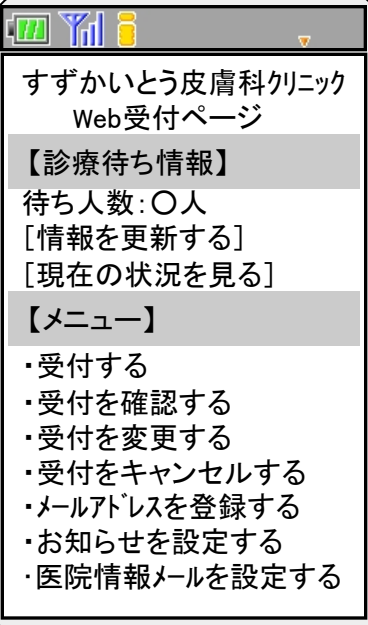 すずかいとう皮膚科ｸﾘﾆｯｸ
Web受付ページ
【診療待ち情報】
待ち人数:〇人
[情報を更新する]
[現在の状況を見る]
【メニュー】
・受付する
・受付を確認する
・受付を変更する
・受付をキャンセルする
・ﾒｰﾙｱﾄﾞﾚｽを登録する
・お知らせを設定する
・医院情報ﾒｰﾙを設定する